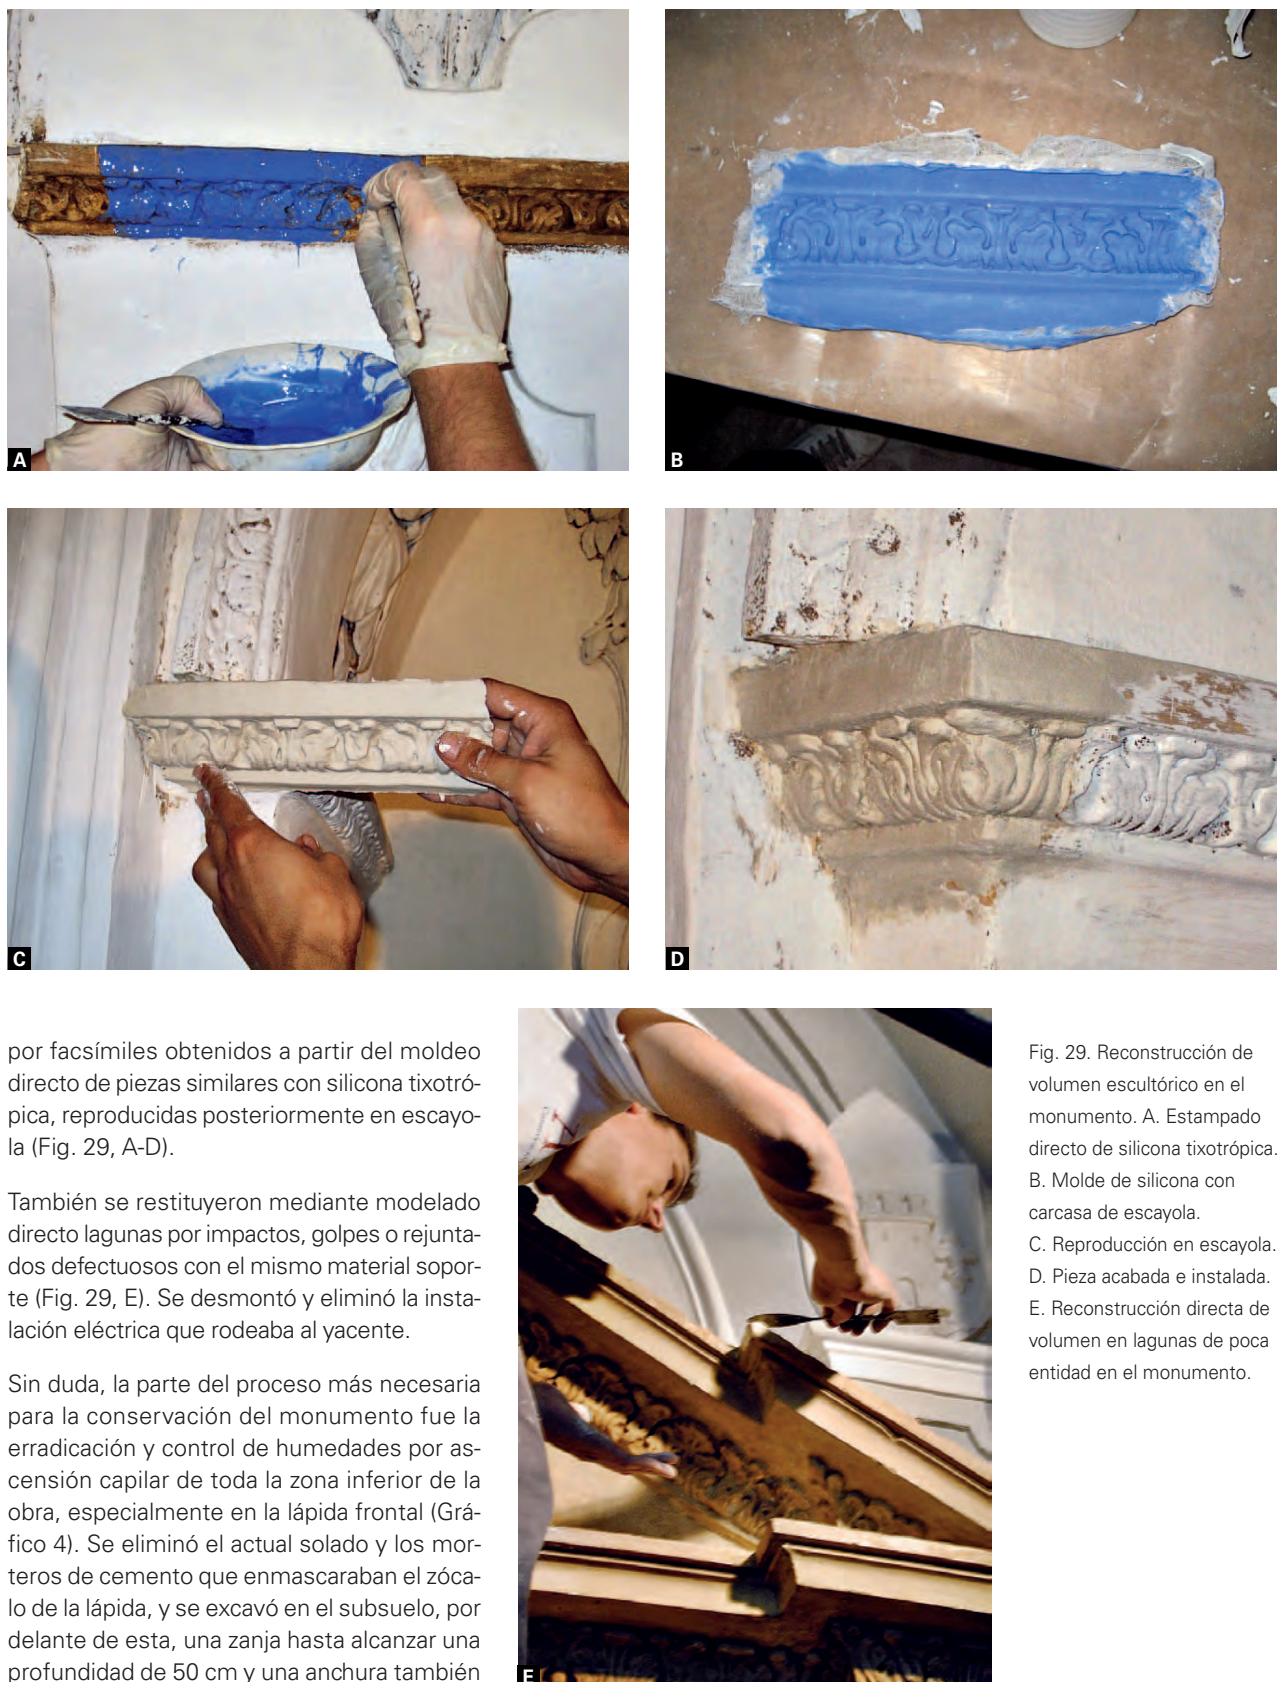 A
B
C
D
por facsímiles obtenidos a partir del moldeo
directo de piezas similares con silicona tixotró-
pica, reproducidas posteriormente en escayo-
la (Fig. 29, A-D).
También se restituyeron mediante modelado
directo lagunas por impactos, golpes o rejunta-
dos defectuosos con el mismo material sopor-
te (Fig. 29, E). Se desmontó y eliminó la insta-
lación eléctrica que rodeaba al yacente.
Sin duda, la parte del proceso más necesaria
para la conservación del monumento fue la
erradicación y control de humedades por as-
censión capilar de toda la zona inferior de la
obra, especialmente en la lápida frontal (Grá-
fico 4). Se eliminó el actual solado y los mor-
teros de cemento que enmascaraban el zóca-
lo de la lápida, y se excavó en el subsuelo, por
delante de esta, una zanja hasta alcanzar una
profundidad de 50 cm y una anchura también
E
Fig. 29. Reconstrucción de
volumen escultórico en el
monumento. A. Estampado
directo de silicona tixotrópica.
B. Molde de silicona con
carcasa de escayola.
C. Reproducción en escayola.
D. Pieza acabada e instalada.
E. Reconstrucción directa de
volumen en lagunas de poca
entidad en el monumento.